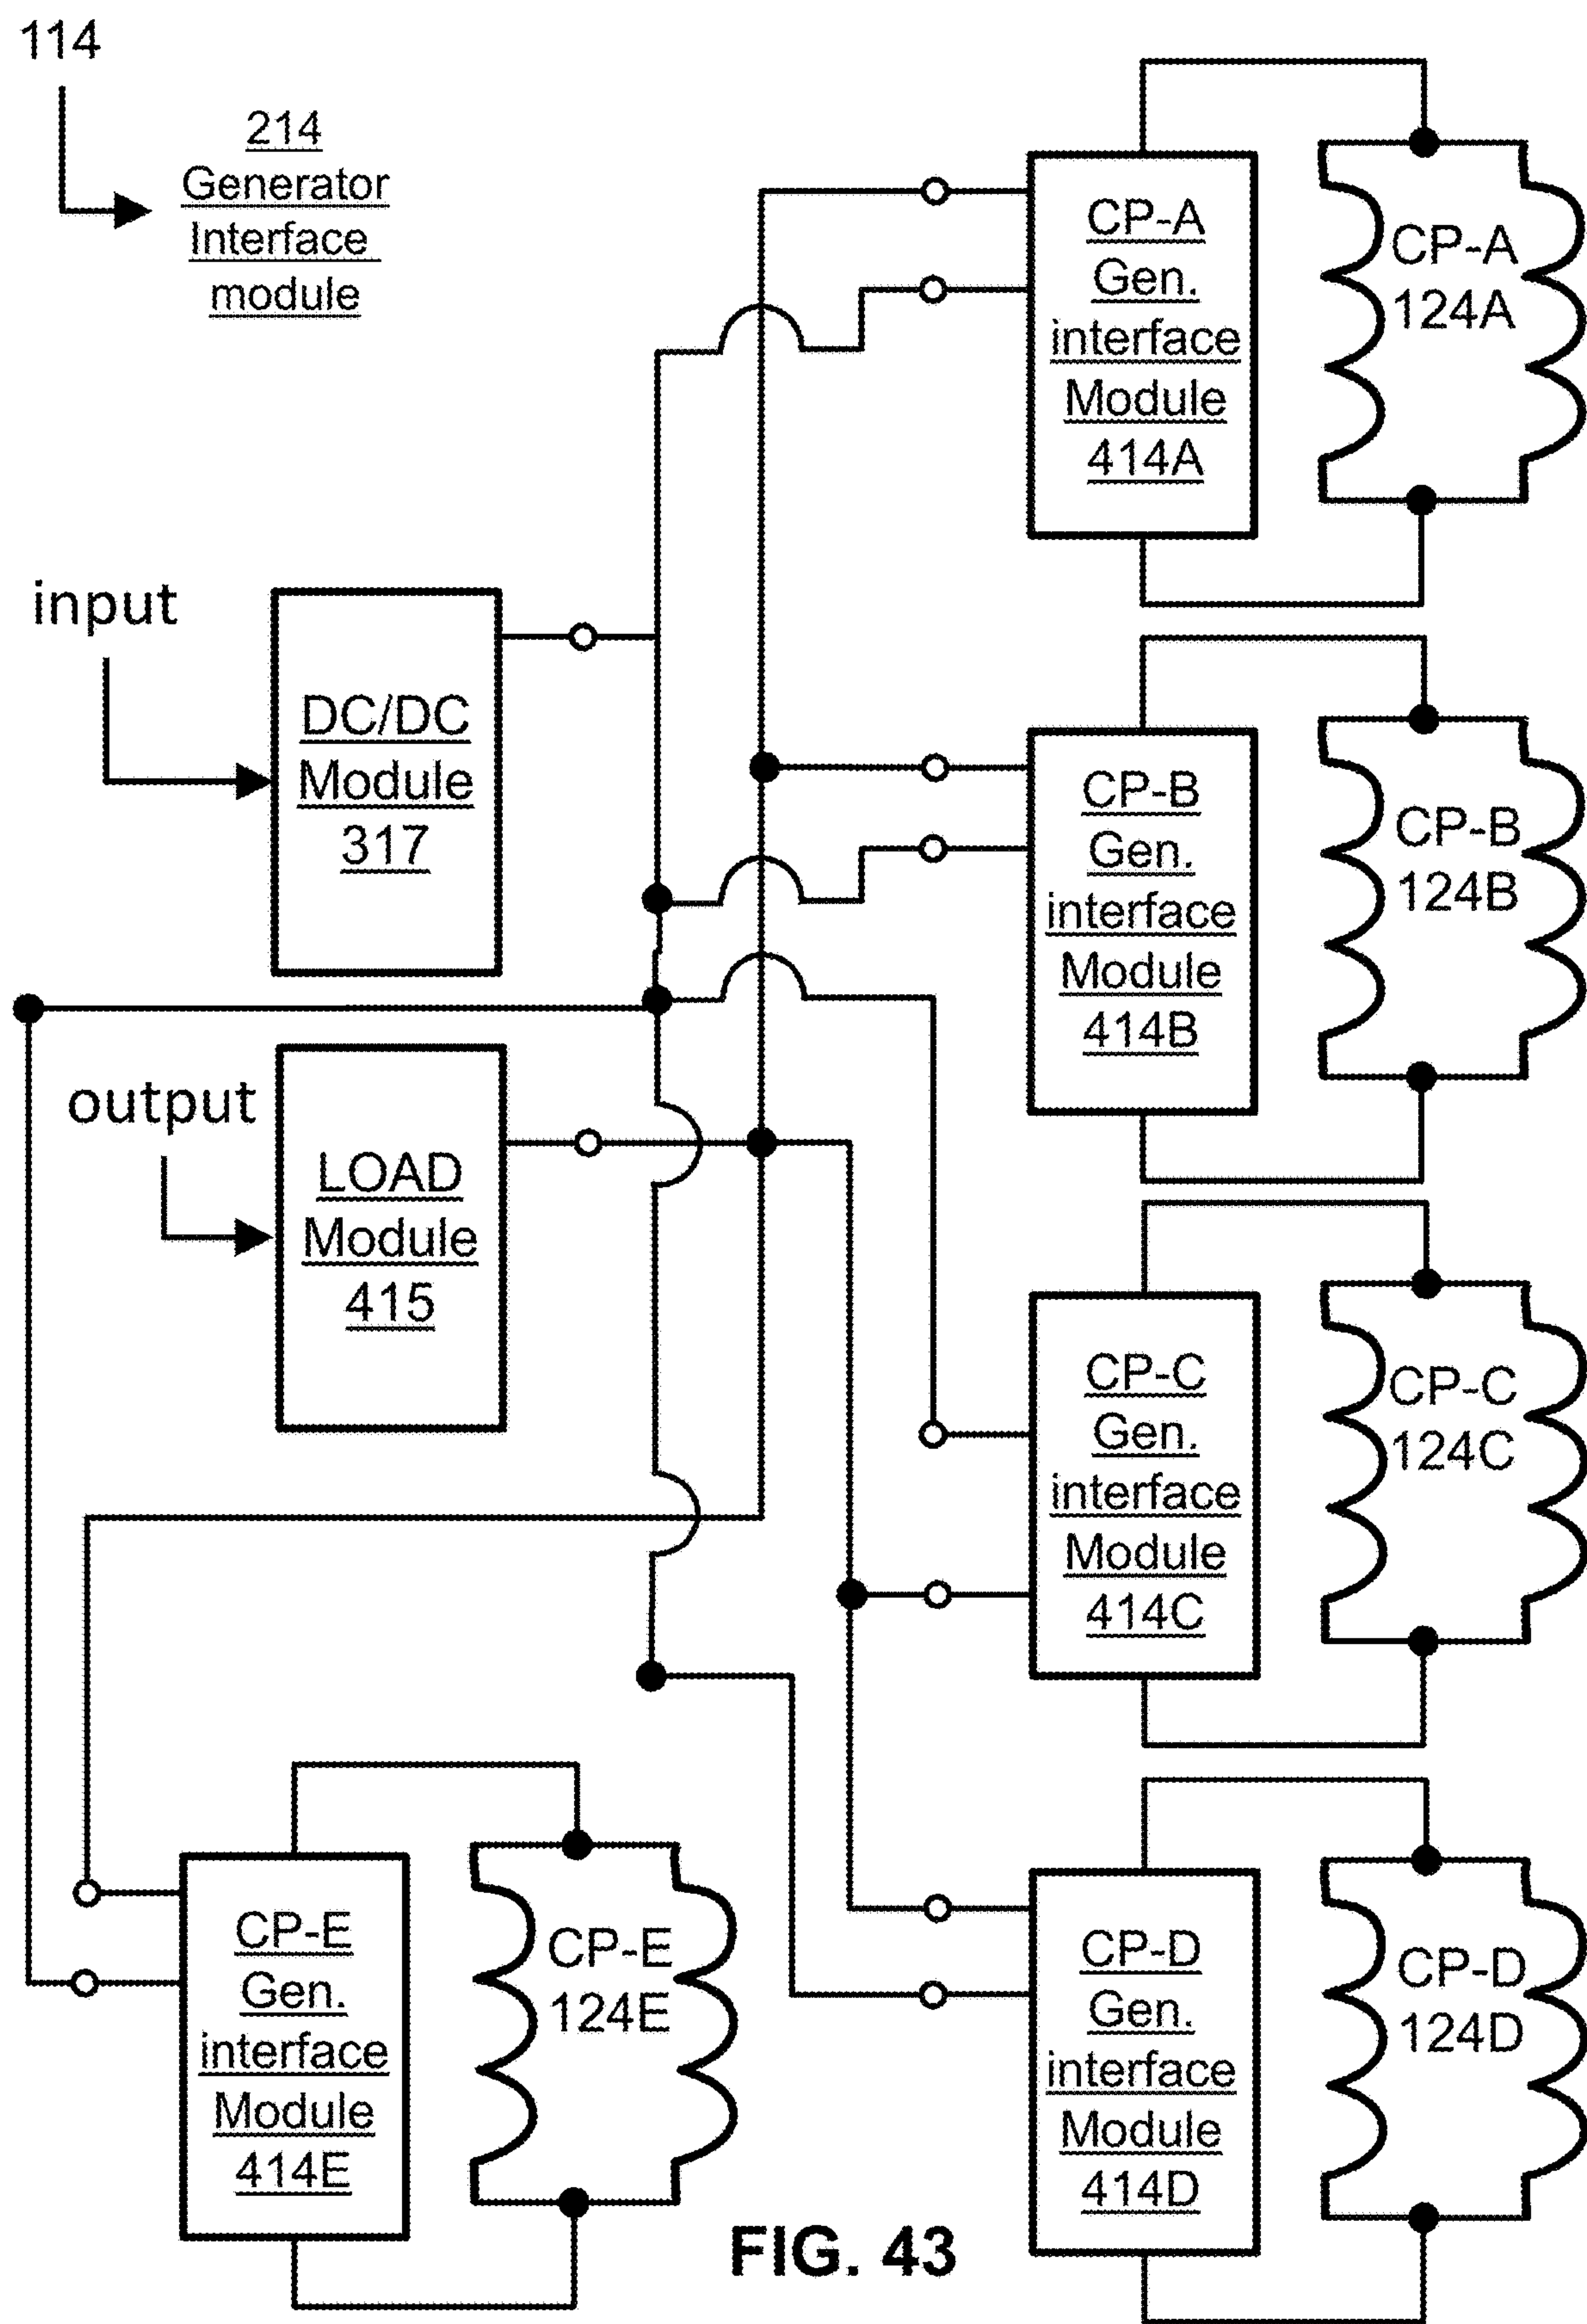 114
214
Generator
Interface
module
CP-A
Gen.
interface
Module
414A
CP-A
124A
input
DC/DC
Module
317
CP-B
Gen.
interface
Module
414B
CP-B
124B
output
LOAD
Module
415
CP-C
Gen.
interface
Module
414C
CP-C
124C
CP-E
Gen.
interface
Module
414E
CP-E
124E
CP-D
Gen.
interface
Module
414D
CP-D
124D
FIG. 43